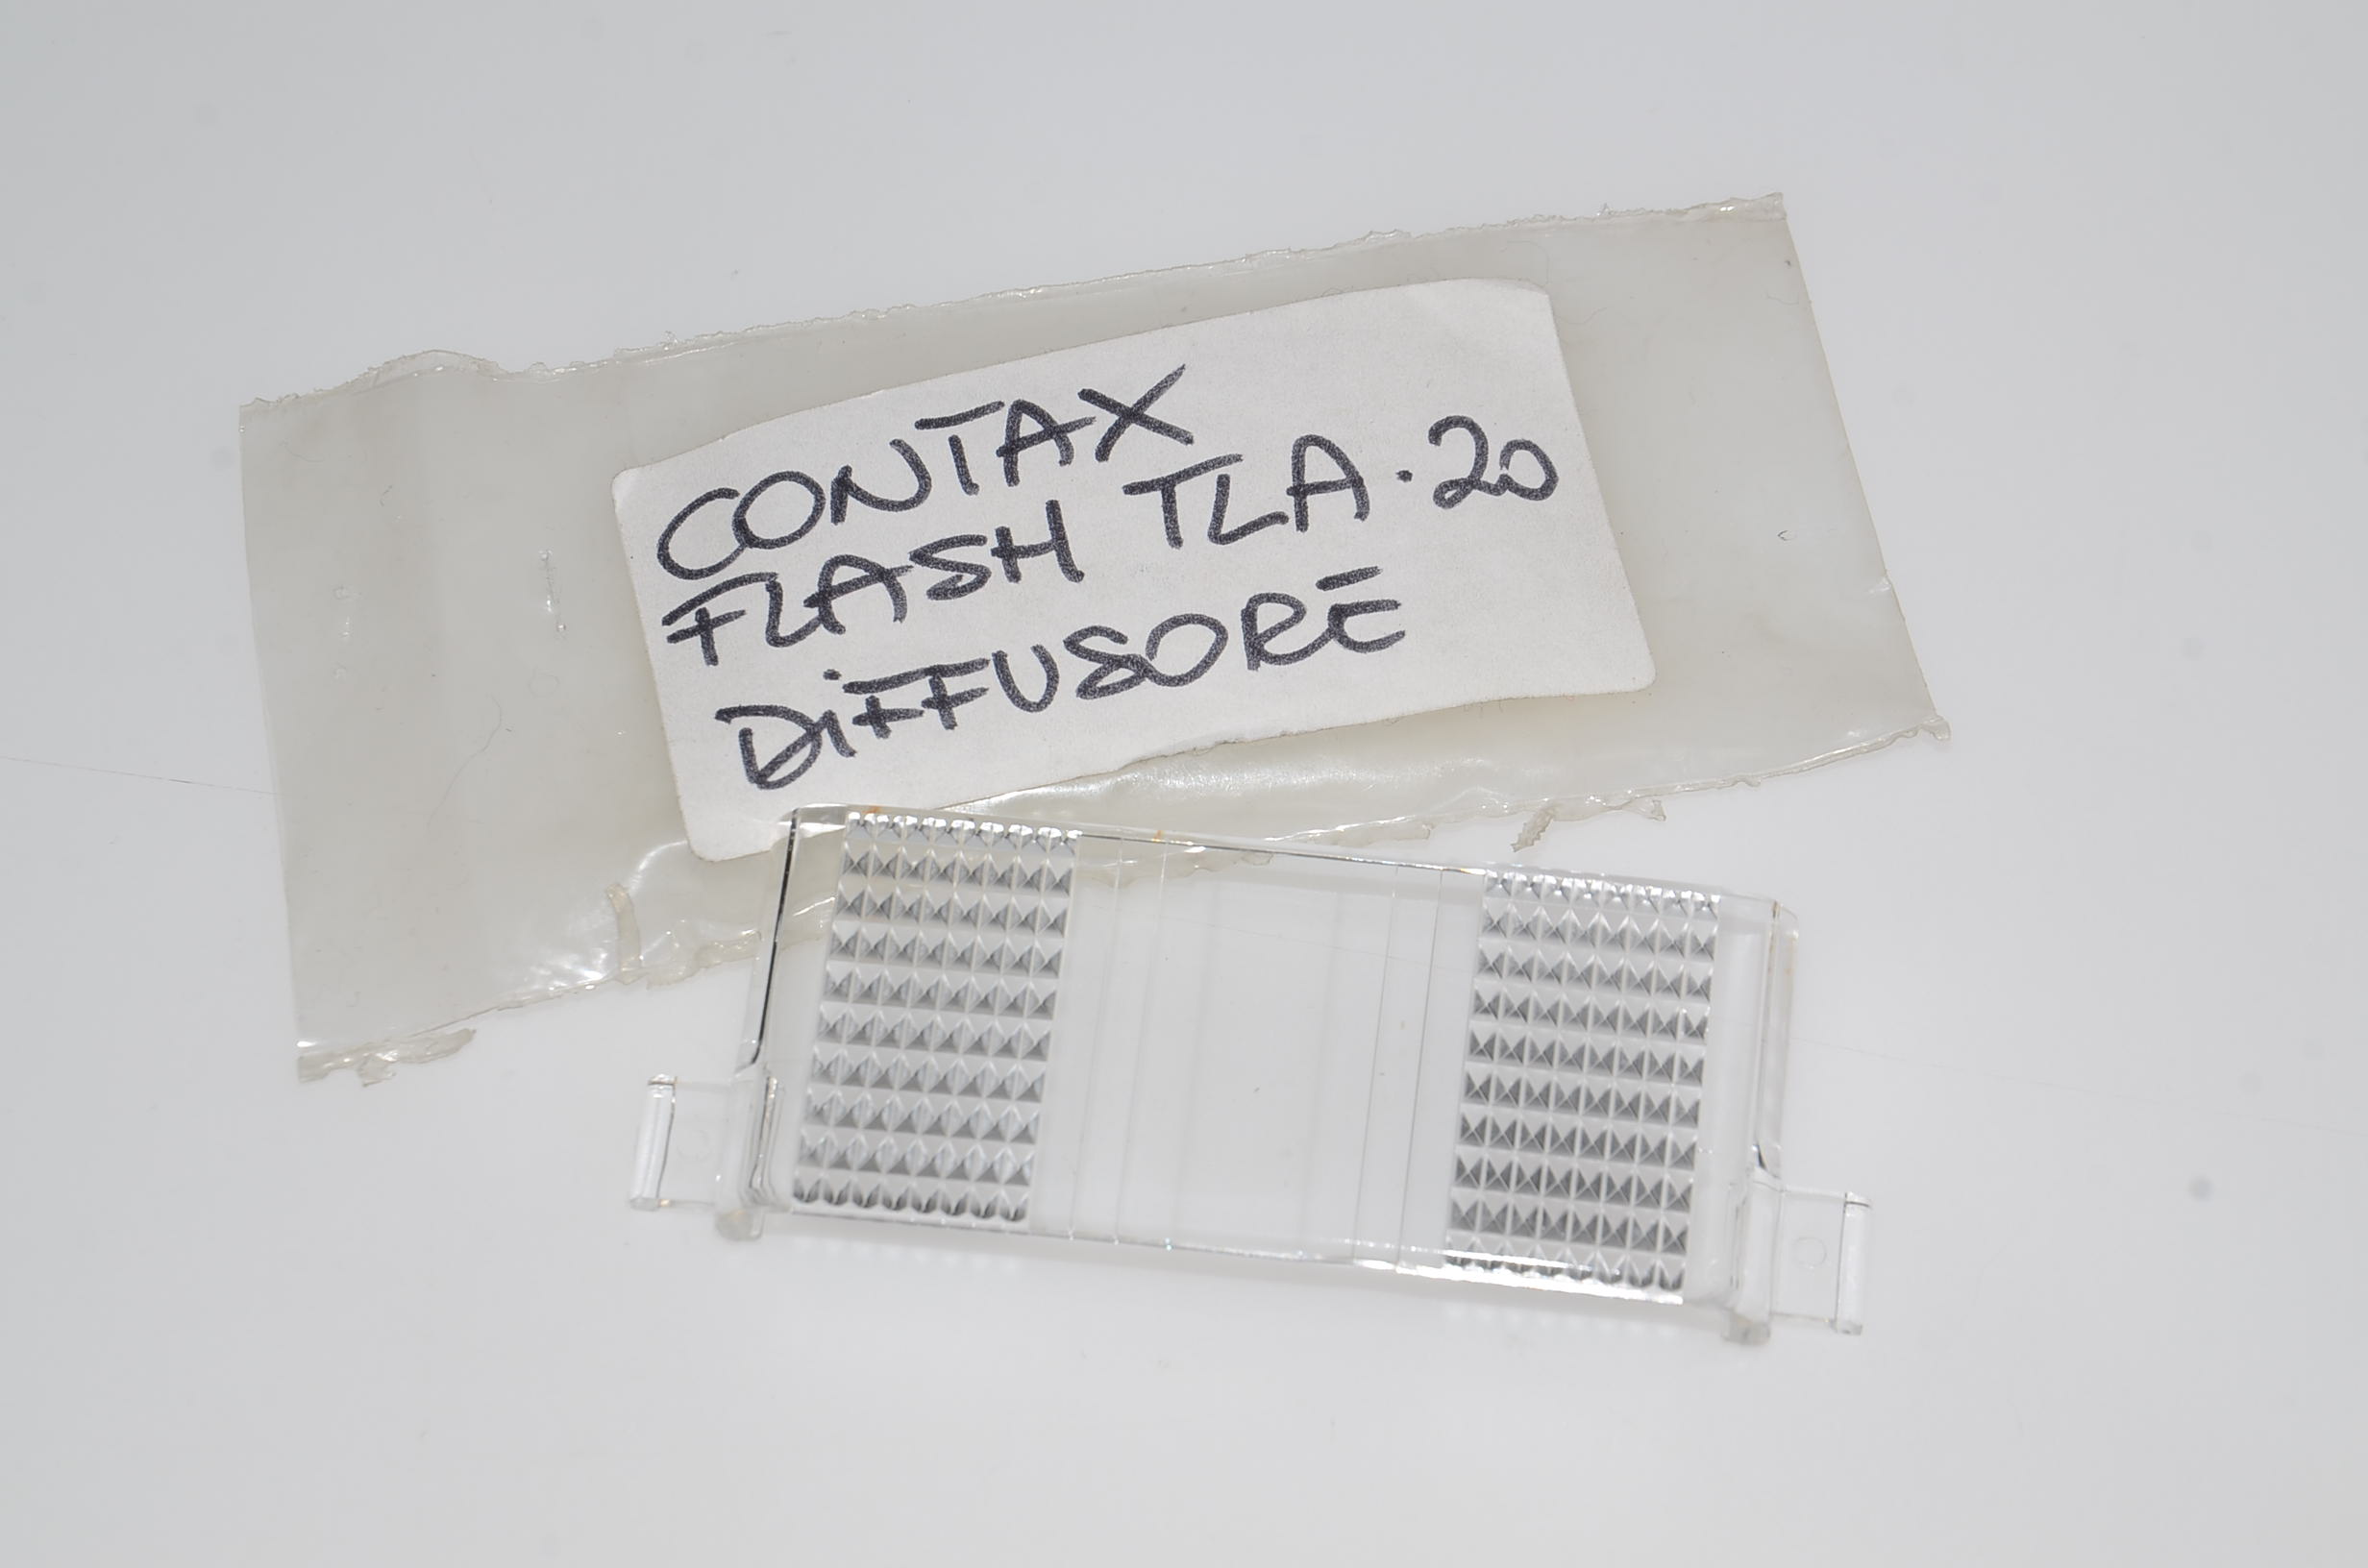 CONTAX
FLASH TLA.20
DiFFUSORE